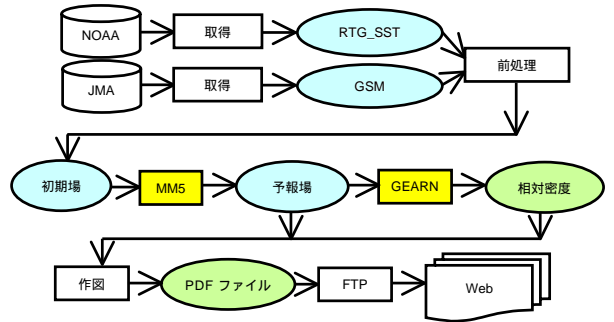 NOAA
取得
RTG_SST
JMA
取得
GSM
前処理
初期場
MM5
予報場
GEARN
相対密度
作図
PDF ファイル
FTP
Web